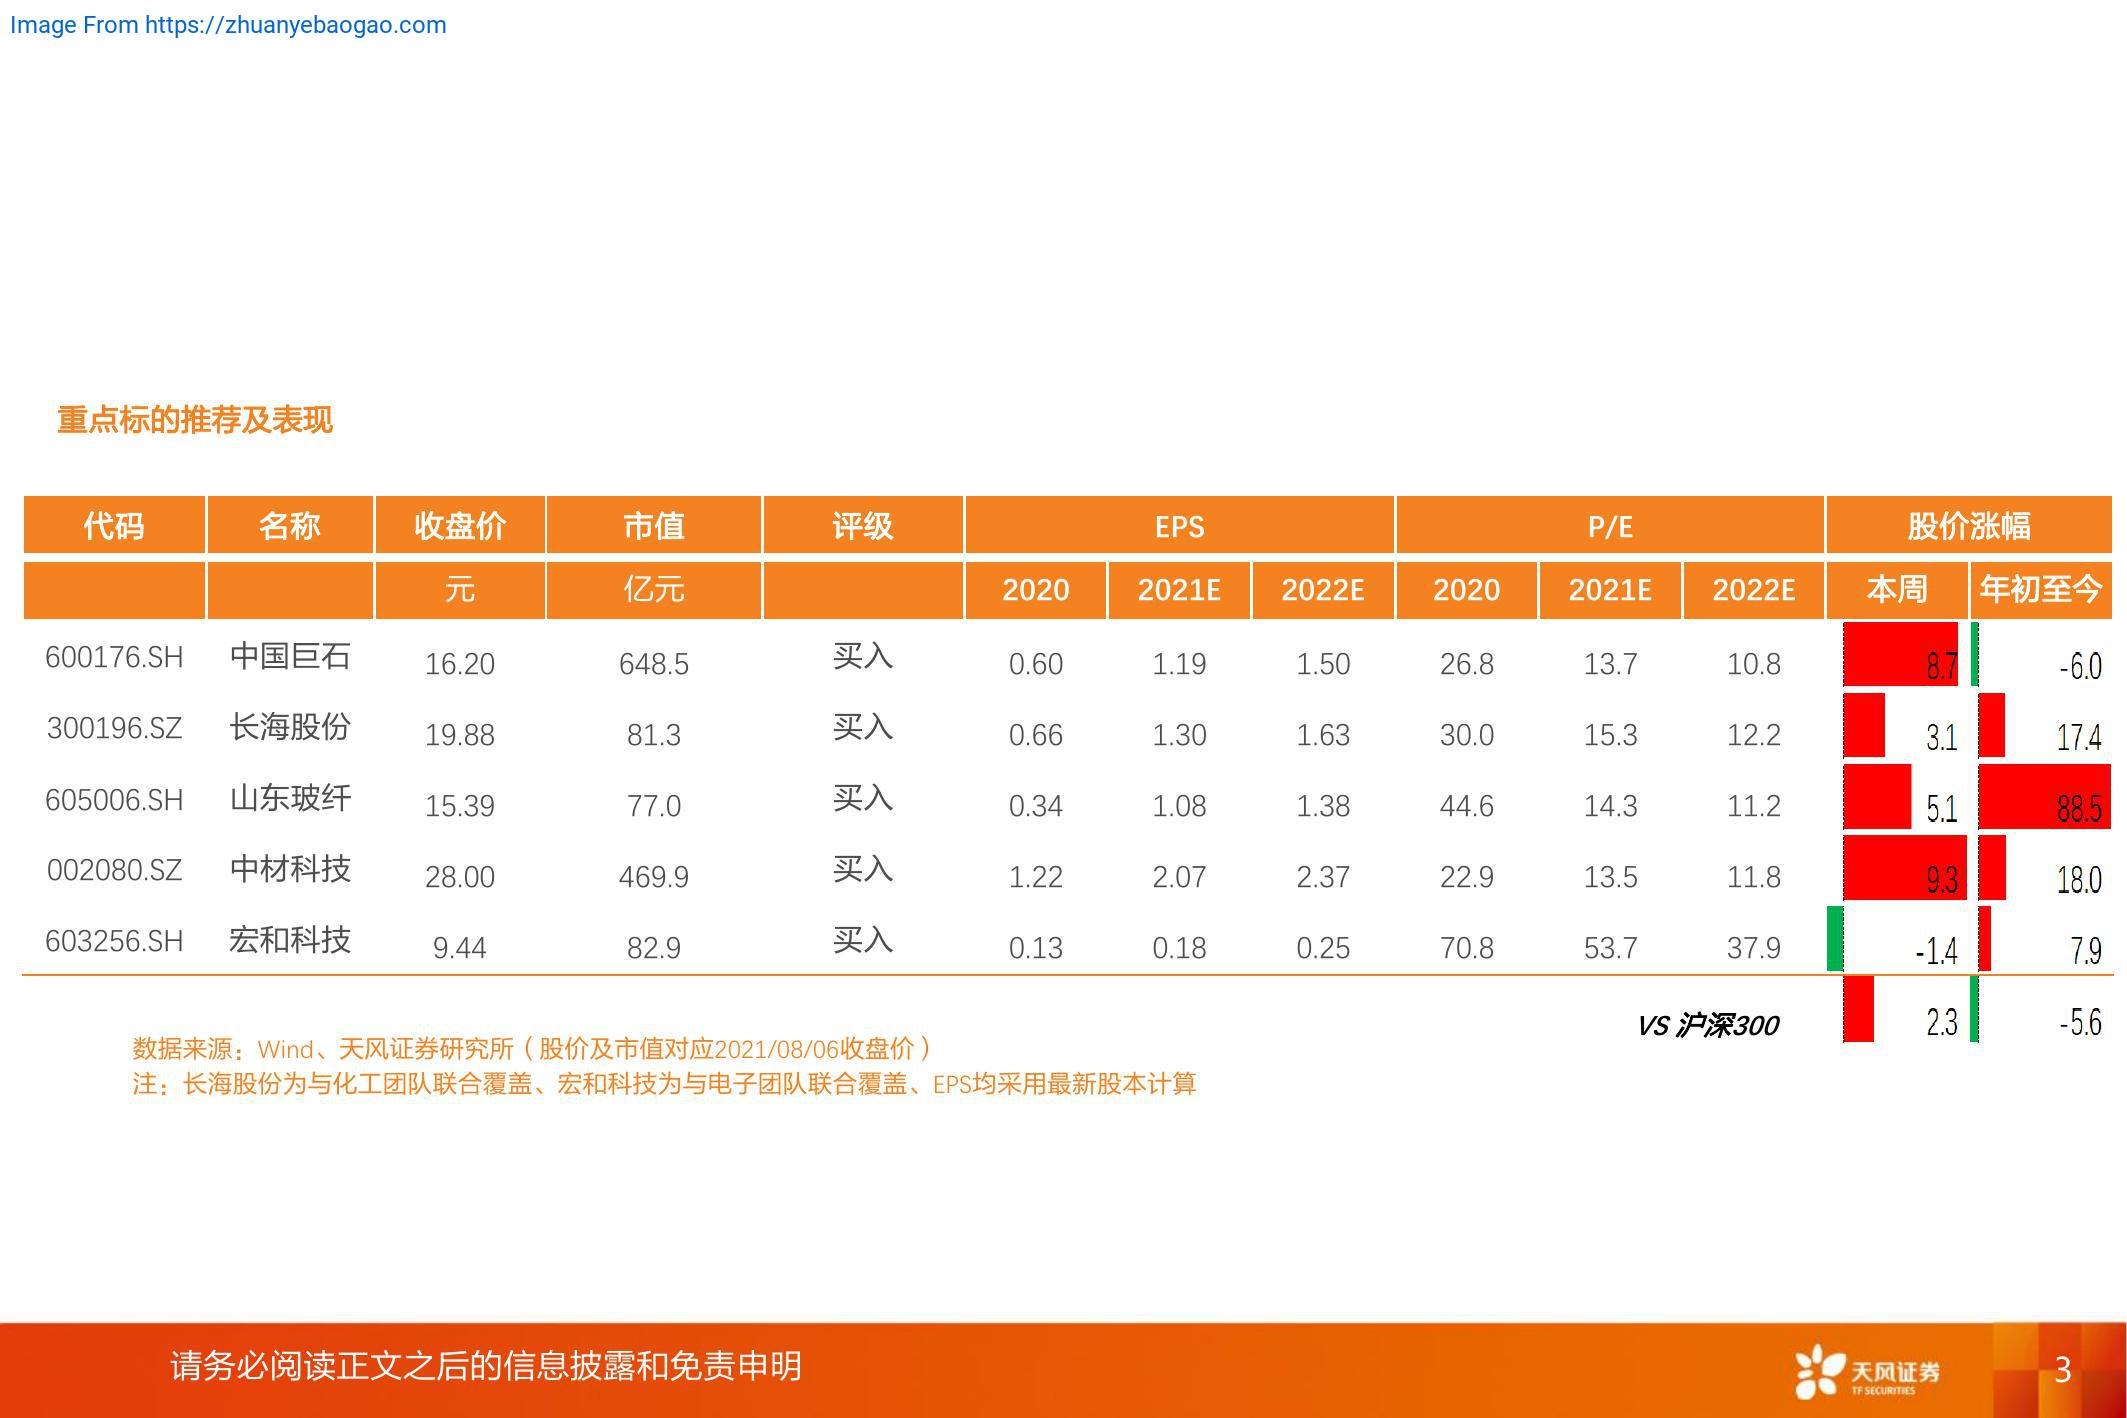 Image From https://zhuanyebaogao.com
重点标的推荐及表现
代码 名称 收盘价 市值 评级 EPS P/E 股价涨幅
元 亿元 2020 2021E 2022E 2020 2021E 2022E 本周 年初至今
600176.SH 中国巨石 16.20 648.5 买入 0.60 1.19 1.50 26.8 13.7 10.8 8.7 -6.0
300196.SZ 长海股份 19.88 81.3 买入 0.66 1.30 1.63 30.0 15.3 12.2 3.1 17.4
605006.SH 山东玻纤 15.39 77.0 买入 0.34 1.08 1.38 44.6 14.3 11.2 5.1 88.5
002080.SZ 中材科技 28.00 469.9 买入 1.22 2.07 2.37 22.9 13.5 11.8 9.3 18.0
603256.SH 宏和科技 9.44 82.9 买入 0.13 0.18 0.25 70.8 53.7 37.9 -1.4 7.9
VS 沪深300 2.3 -5.6
数据来源：Wind、天风证券研究所（股价及市值对应2021/08/06收盘价）
注：长海股份为与化工团队联合覆盖、宏和科技为与电子团队联合覆盖、EPS均采用最新股本计算
请务必阅读正文之后的信息披露和免责申明
天风证券
TF SECURITIES
3